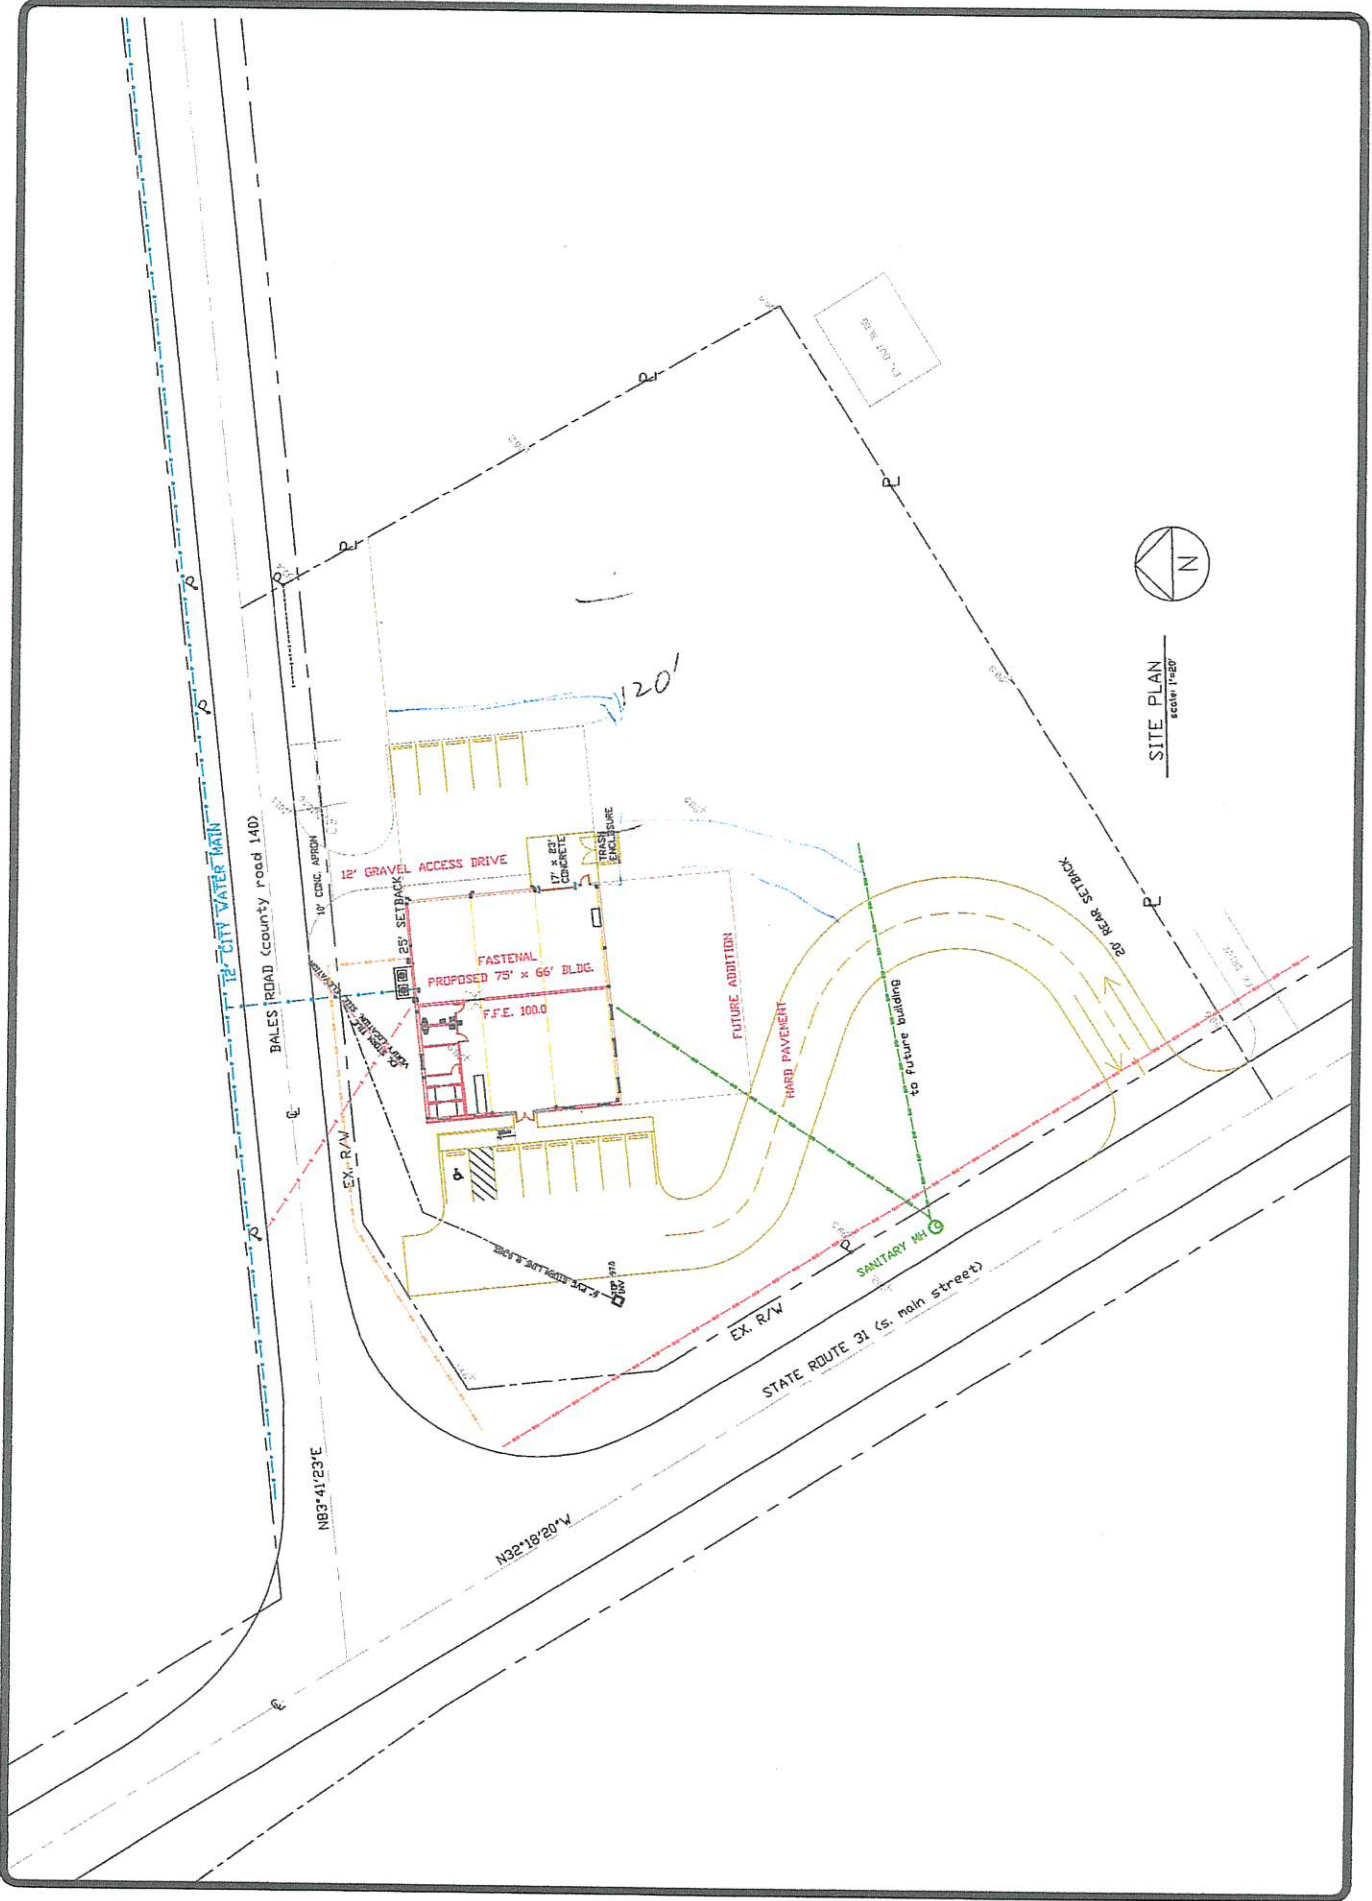 12" CITY WATER MAIN
BALES ROAD (county road 140)
10' CONC. APRON
12' GRAVEL ACCESS DRIVE
25' SETBACK
17' x 23'
CONCRETE
TRASH
ENCLOSURE
120'
FASTENAL
PROPOSED 75' x 66' BLDG.
F.F.E. 100.0
FUTURE ADDITION
HARD PAVEMENT
to future building
20' REAR SETBACK
EX. R/W
SANITARY MH
EX. R/W
STATE ROUTE 31 (s. main street)
N83°41'23"E
N32°18'20"W
SITE PLAN
scale: 1"=20'
N